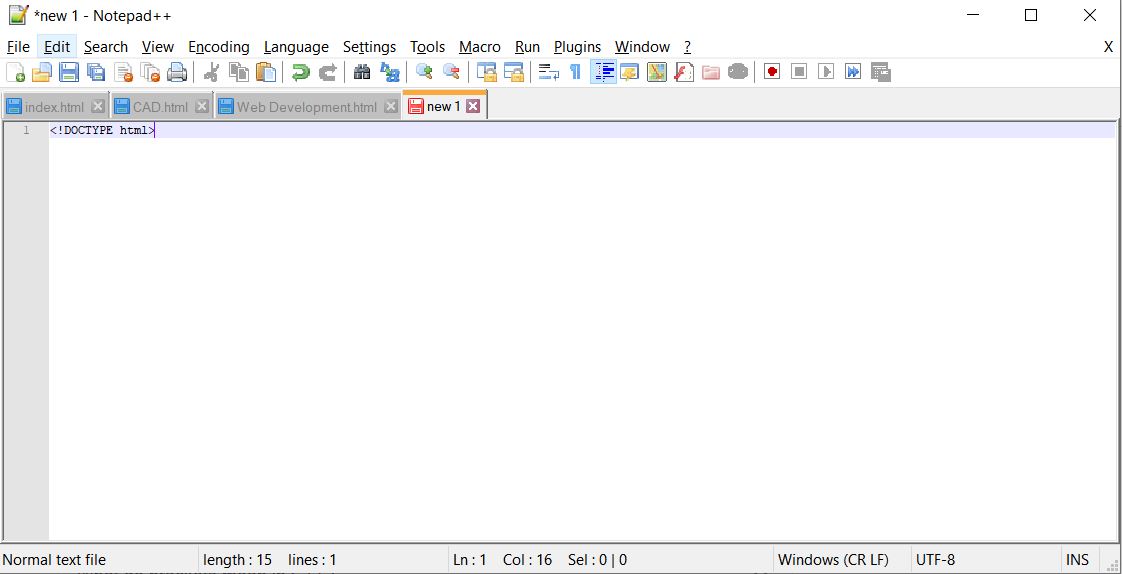 *new 1 - Notepad++
File Edit Search View Encoding Language Settings Tools Macro Run Plugins Window ? X
index.html CAD.html Web Development.html new 1
1 <!DOCTYPE html>
Normal text file length : 15 lines : 1 Ln : 1 Col : 16 Sel : 0 | 0 Windows (CR LF) UTF-8 INS